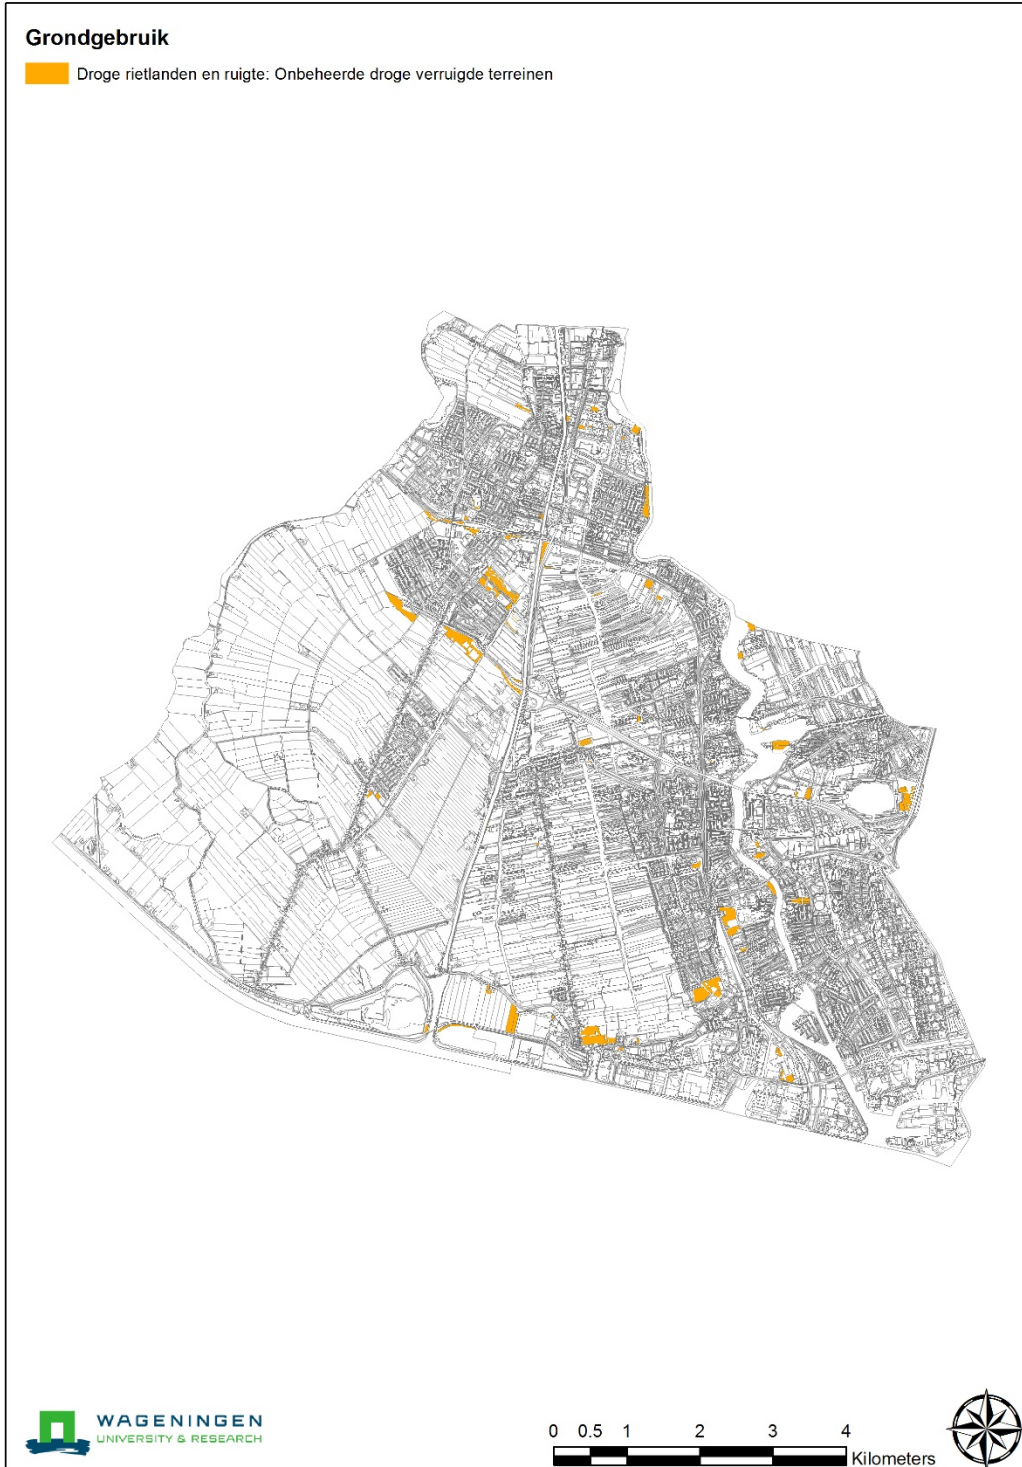 Grondgebruik
Droge rietlanden en ruigte: Onbeheerde droge verruigde terreinen
WAGENINGEN
UNIVERSITY & RESEARCH
0 0.5 1 2 3 4
Kilometers